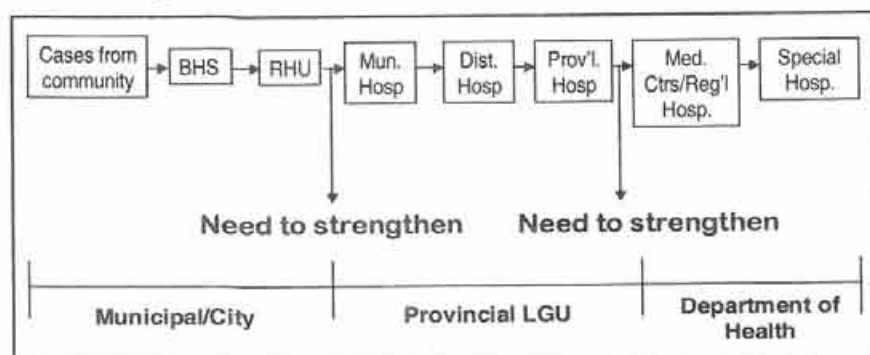 Cases from
community
BHS
RHU
Mun.
Hosp
Dist.
Hosp
Prov'l.
Hosp
Med.
Ctrs/Reg'l
Hosp.
Special
Hosp.
Need to strengthen
Need to strengthen
Municipal/City
Provincial LGU
Department of
Health